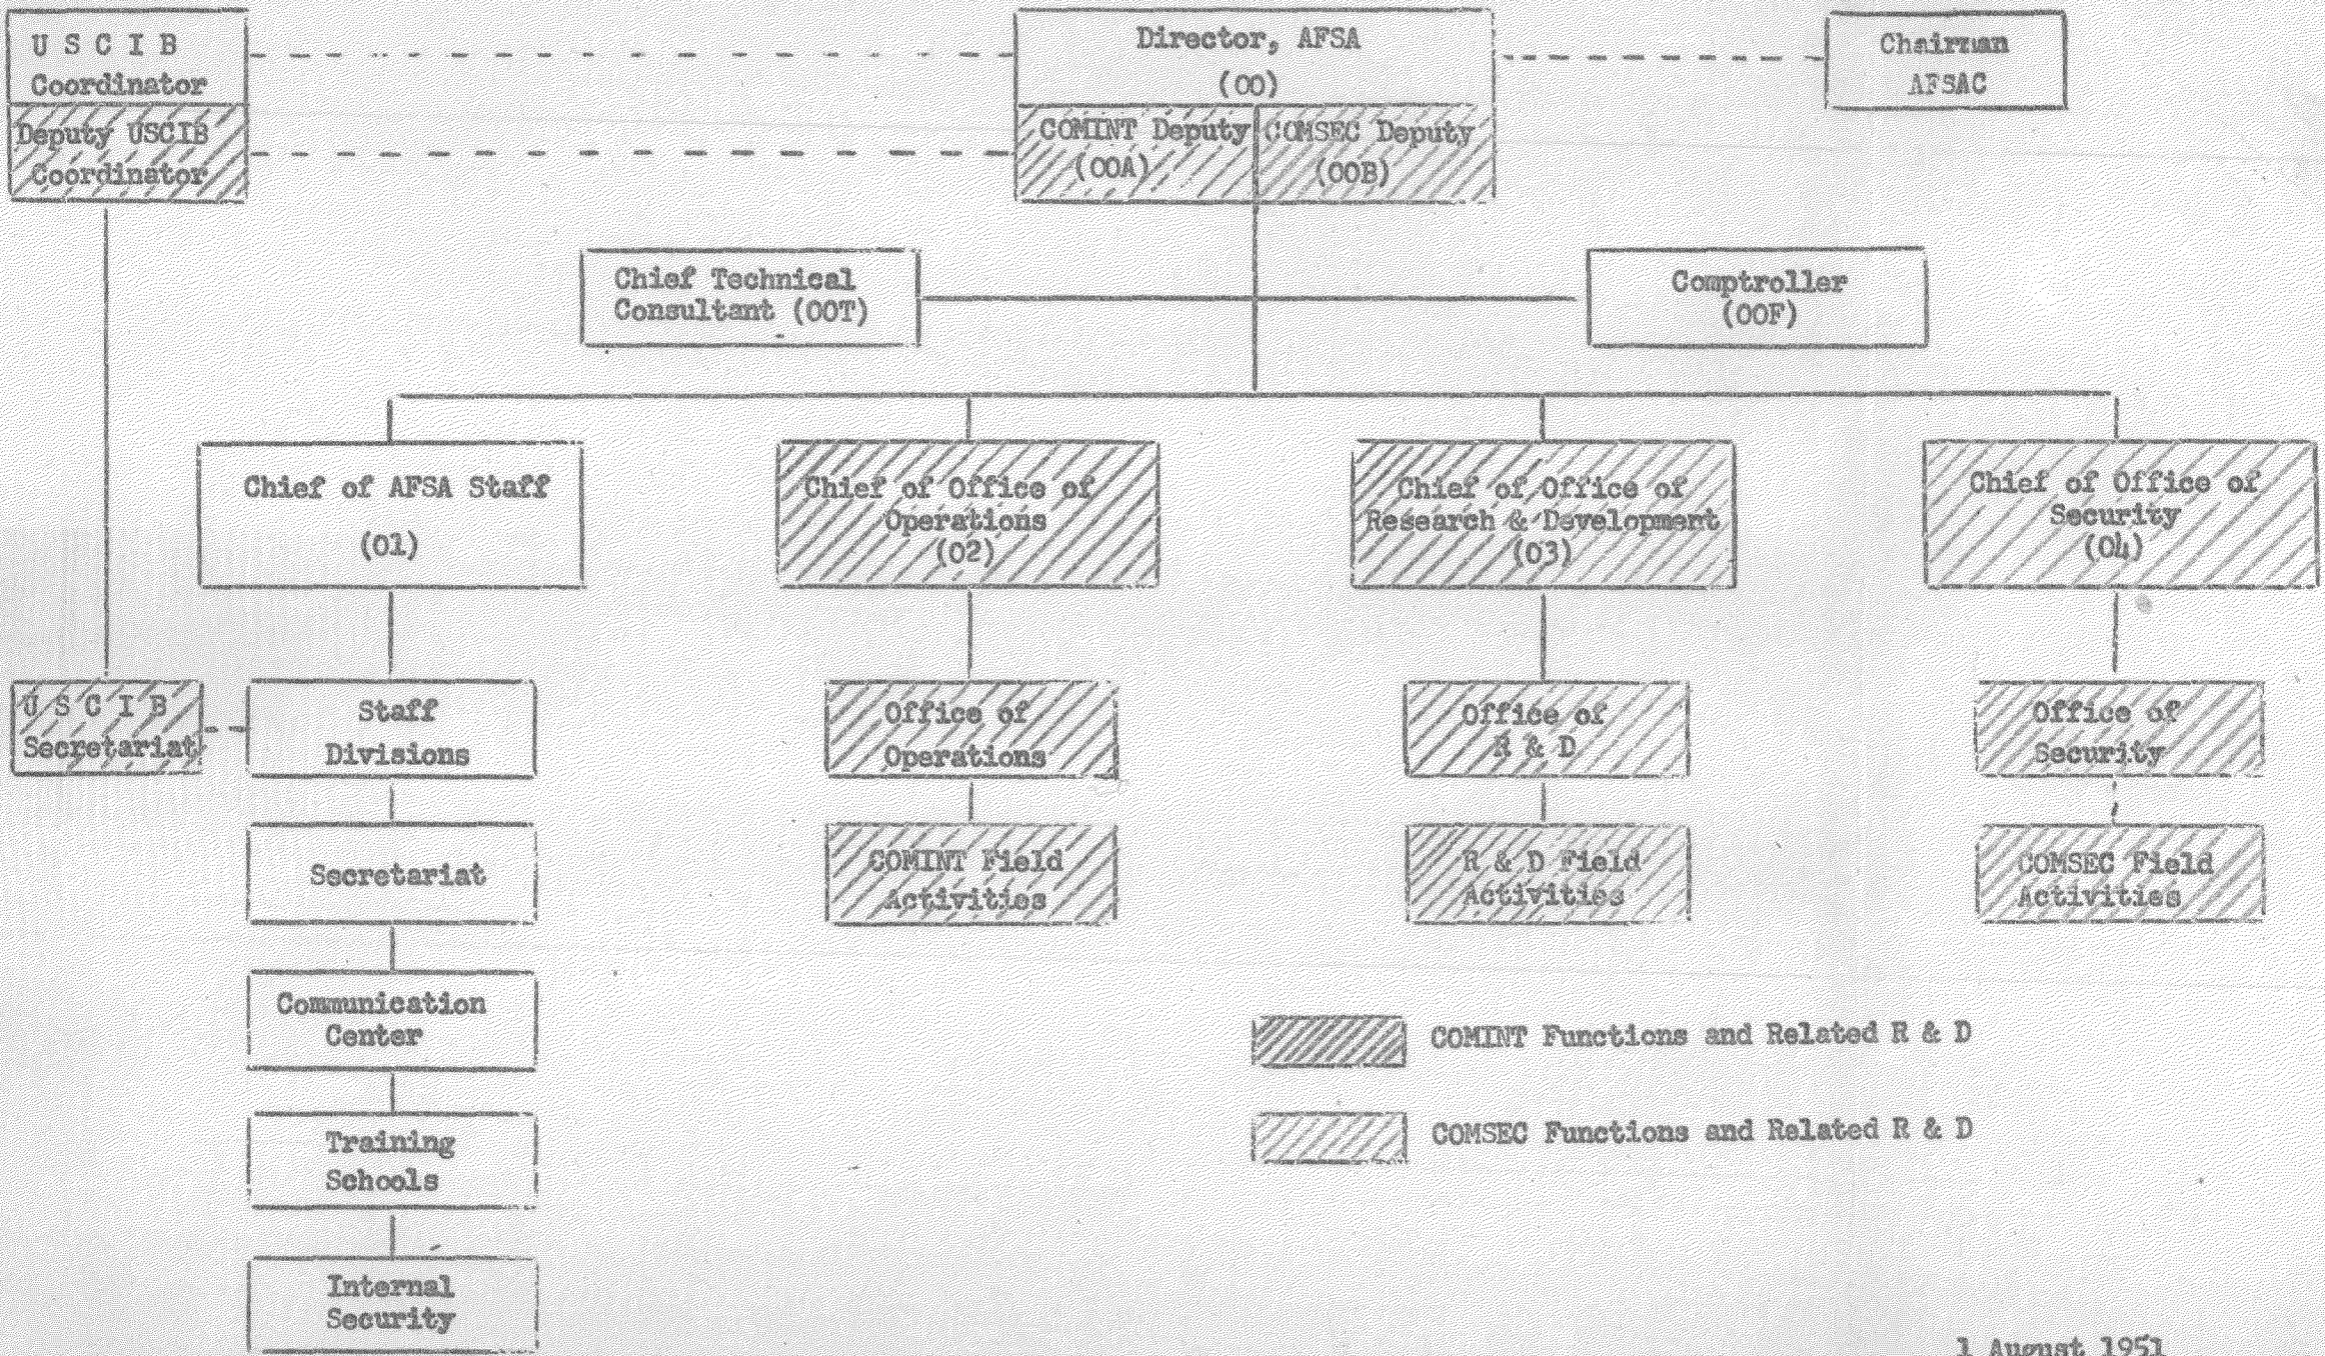 U S C I B
Coordinator
Deputy USCIB
Coordinator
Director, AFSA
(00)
COMINT Deputy
(00A)
COMSEC Deputy
(00B)
Chairman
AFSAC
Chief Technical
Consultant (00T)
Comptroller
(00F)
Chief of AFSA Staff
(01)
Chief of Office of
Operations
(02)
Chief of Office of
Research & Development
(03)
Chief of Office of
Security
(04)
U S C I B
Secretariat
Staff
Divisions
Office of
Operations
Office of
R & D
Office of
Security
Secretariat
COMINT Field
Activities
R & D Field
Activities
COMSEC Field
Activities
Communication
Center
COMINT Functions and Related R & D
Training
Schools
COMSEC Functions and Related R & D
Internal
Security
1 August 1951